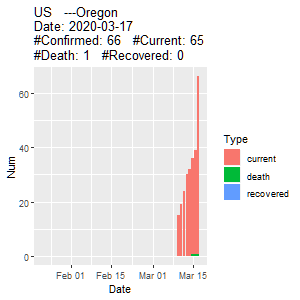 US   ---Oregon
Date: 2020-03-17
#Confirmed: 66   #Current: 65
#Death: 1   #Recovered: 0
Num
60
40
20
0
Feb 01
Feb 15
Mar 01
Mar 15
Date
Type
current
death
recovered